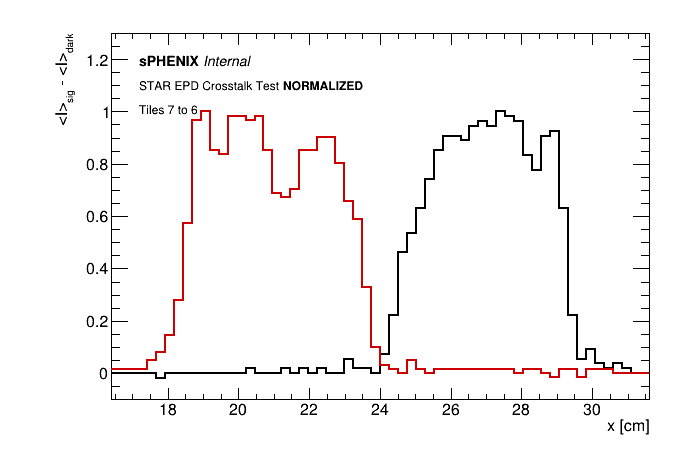 <I>sig - <I>dark
sPHENIX Internal
STAR EPD Crosstalk Test NORMALIZED
Tiles 7 to 6
1.2
1
0.8
0.6
0.4
0.2
0
18 20 22 24 26 28 30
x [cm]